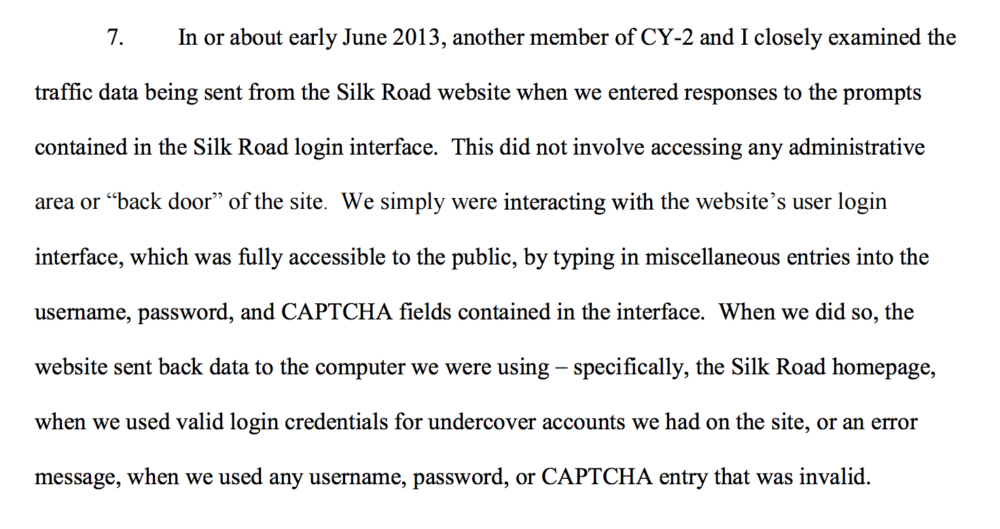 7. In or about early June 2013, another member of CY-2 and I closely examined the
traffic data being sent from the Silk Road website when we entered responses to the prompts
contained in the Silk Road login interface.  This did not involve accessing any administrative
area or “back door” of the site.  We simply were interacting with the website’s user login
interface, which was fully accessible to the public, by typing in miscellaneous entries into the
username, password, and CAPTCHA fields contained in the interface.  When we did so, the
website sent back data to the computer we were using – specifically, the Silk Road homepage,
when we used valid login credentials for undercover accounts we had on the site, or an error
message, when we used any username, password, or CAPTCHA entry that was invalid.